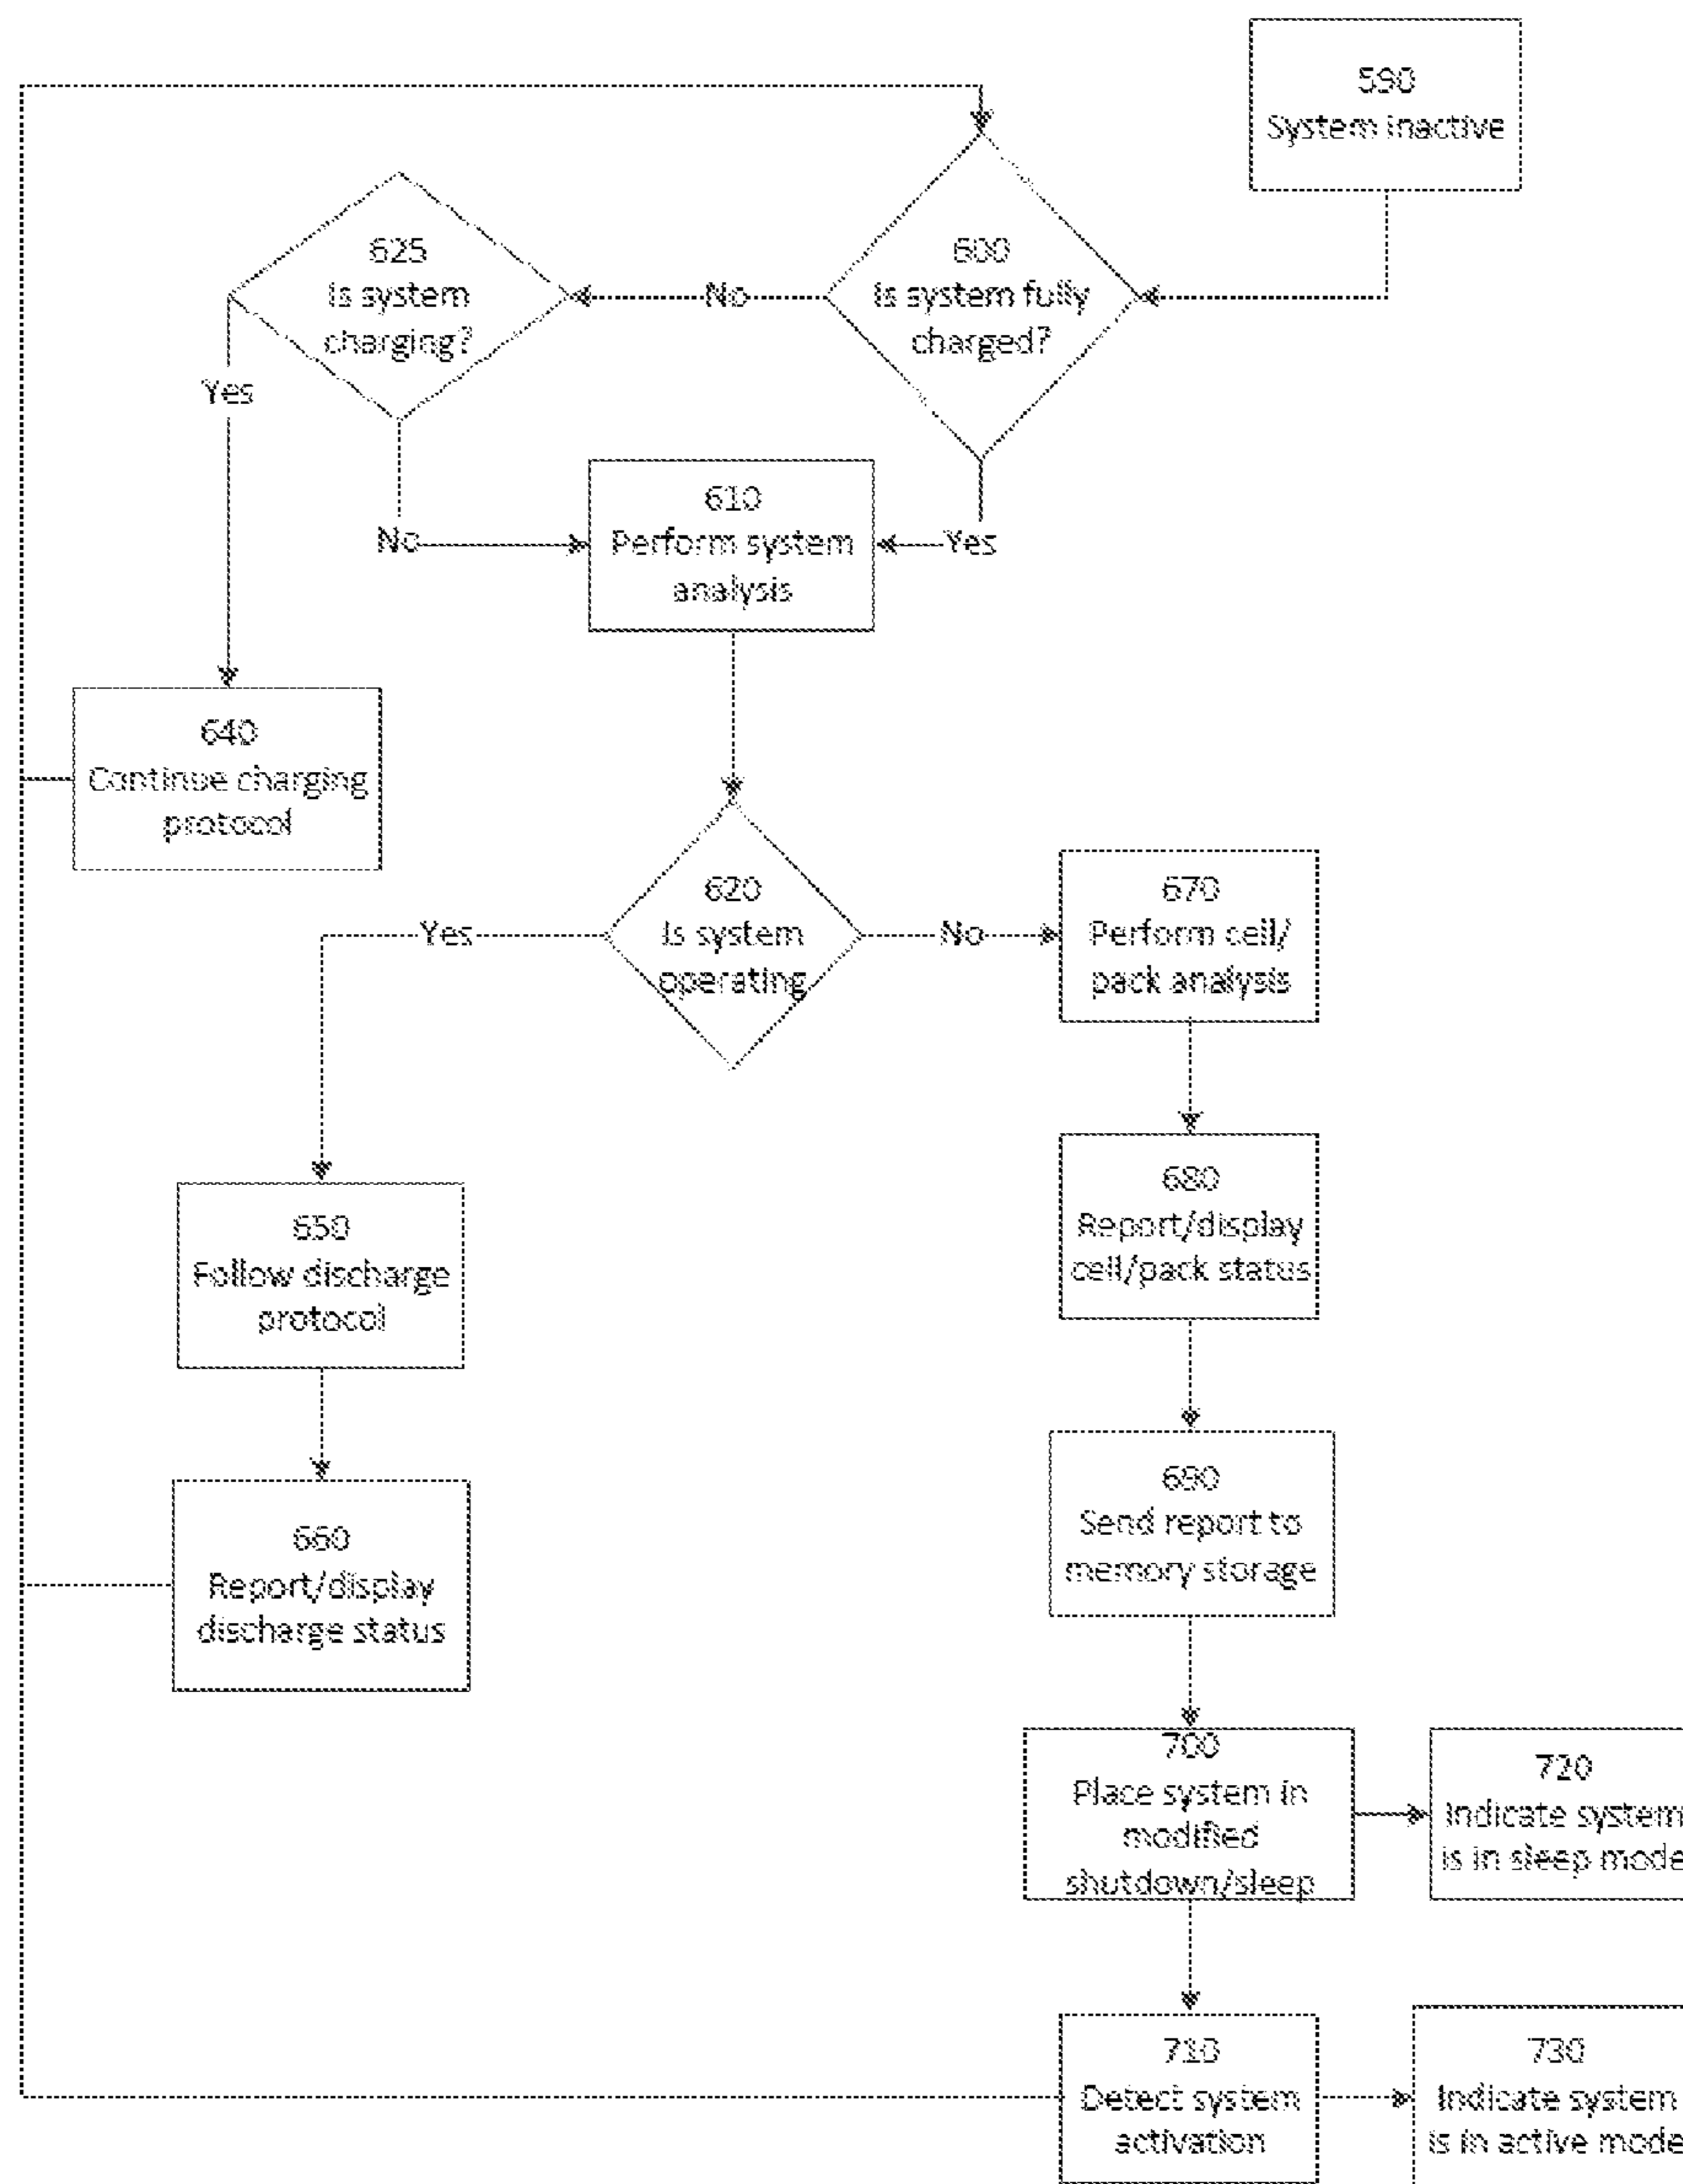 590
System inactive
600
Is system fully
charged?
No
625
Is system
charging?
Yes
No
Yes
610
Perform system
analysis
640
Continue charging
protocol
620
Is system
operating
Yes
No
670
Perform cell/
pack analysis
650
Follow discharge
protocol
680
Report/display
cell/pack status
660
Report/display
discharge status
690
Send report to
memory storage
700
Place system in
modified
shutdown/sleep
720
Indicate system
is in sleep mode
710
Detect system
activation
730
Indicate system
is in active mode